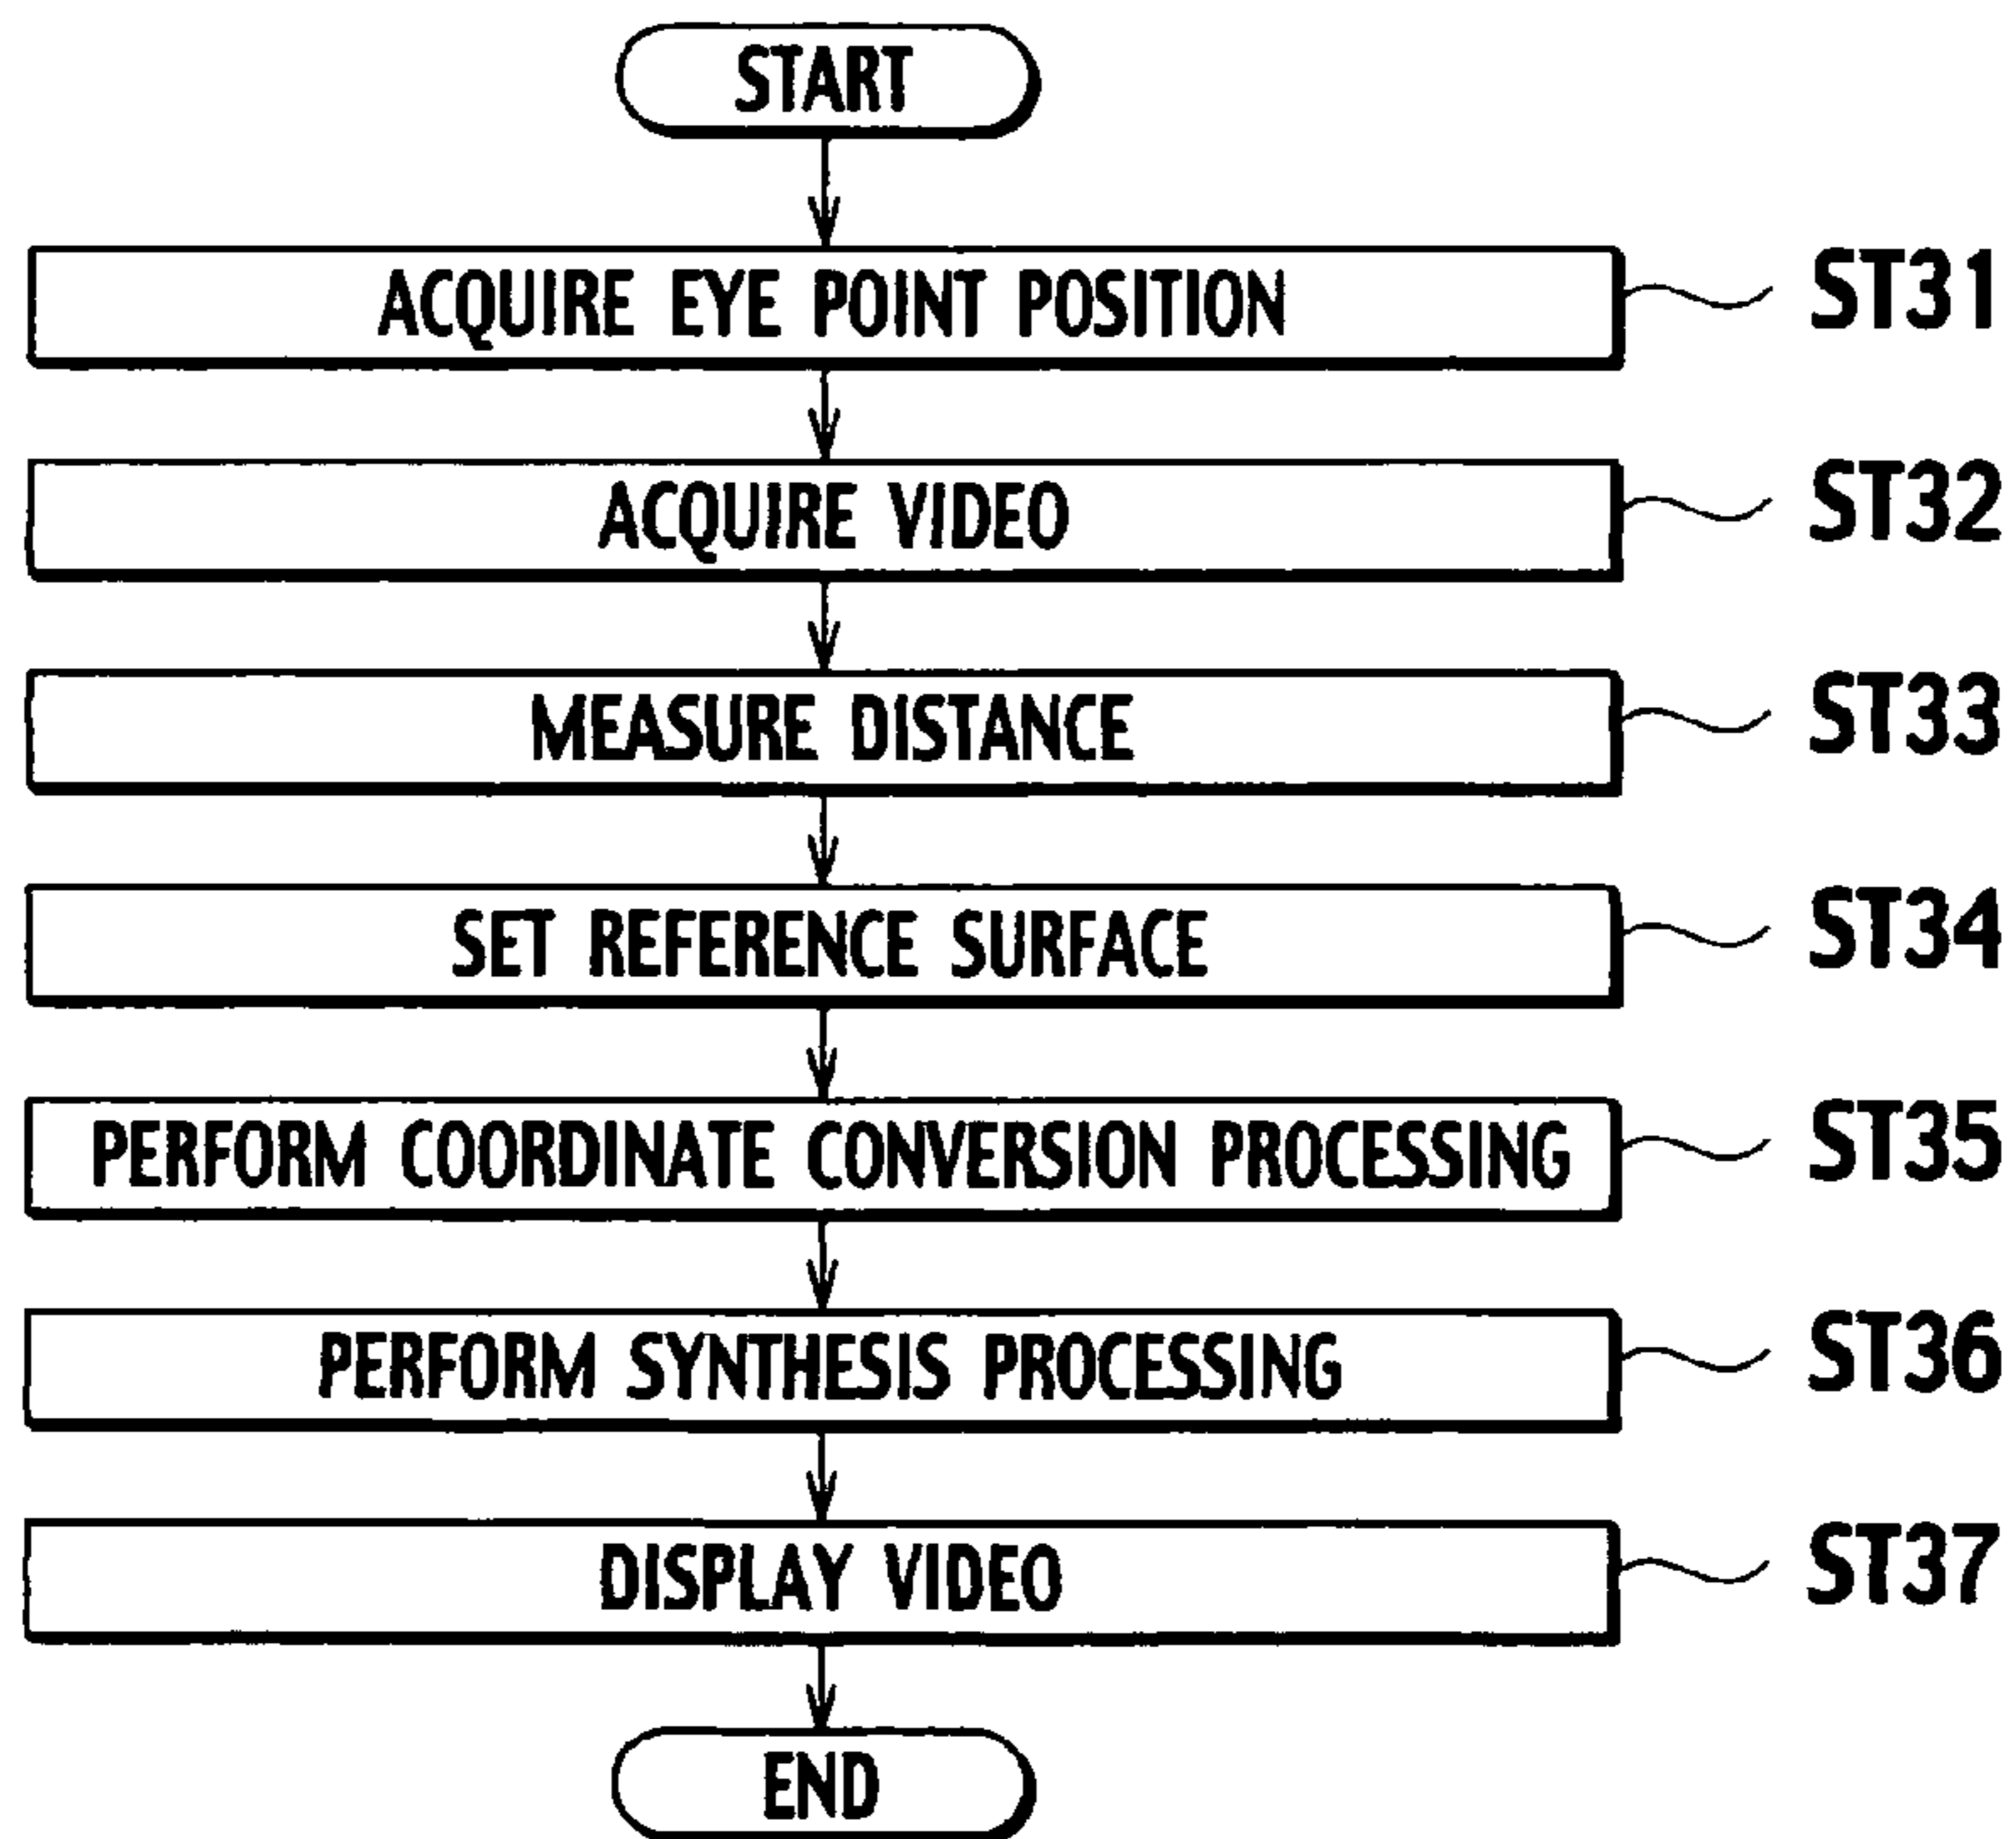 START
ACQUIRE EYE POINT POSITION ST31
ACQUIRE VIDEO ST32
MEASURE DISTANCE ST33
SET REFERENCE SURFACE ST34
PERFORM COORDINATE CONVERSION PROCESSING ST35
PERFORM SYNTHESIS PROCESSING ST36
DISPLAY VIDEO ST37
END